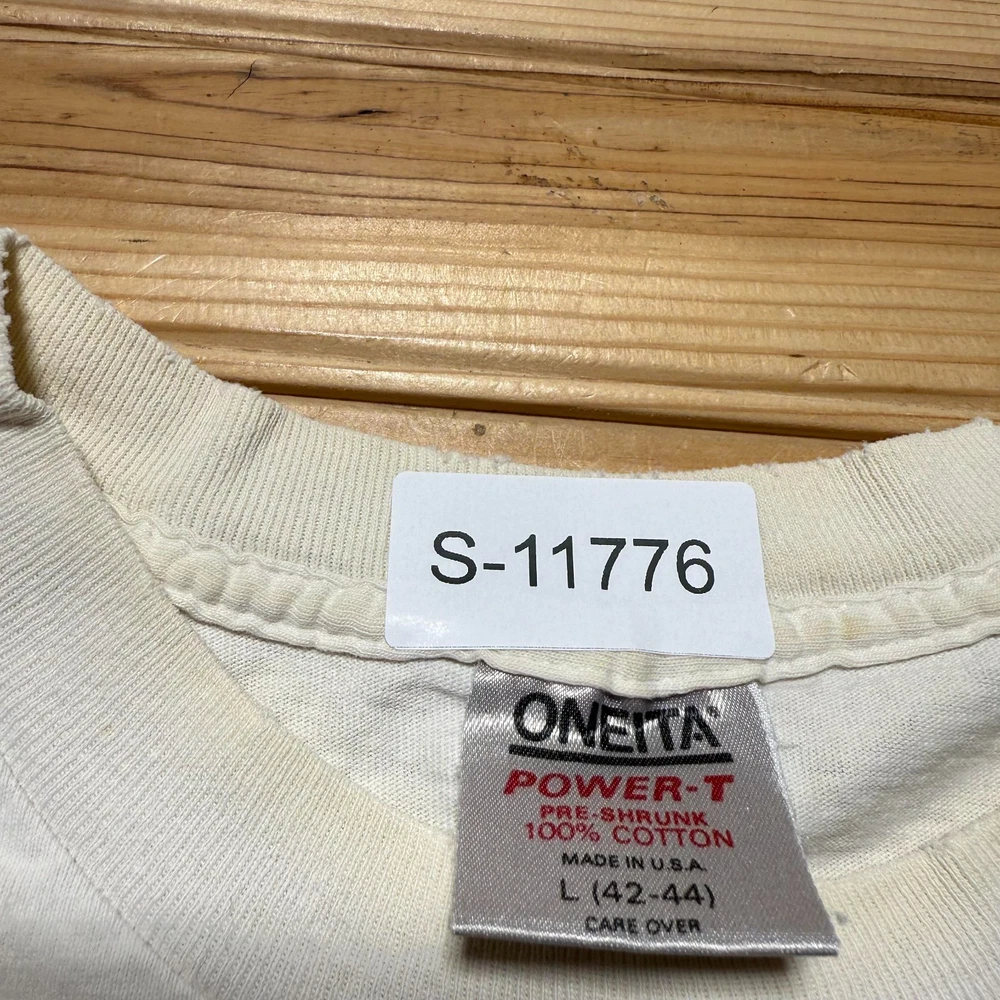 S-11776
ONEITA
POWER-T
PRE-SHRUNK
100% COTTON
MADE IN U.S.A.
L (42-44)
CARE OVER